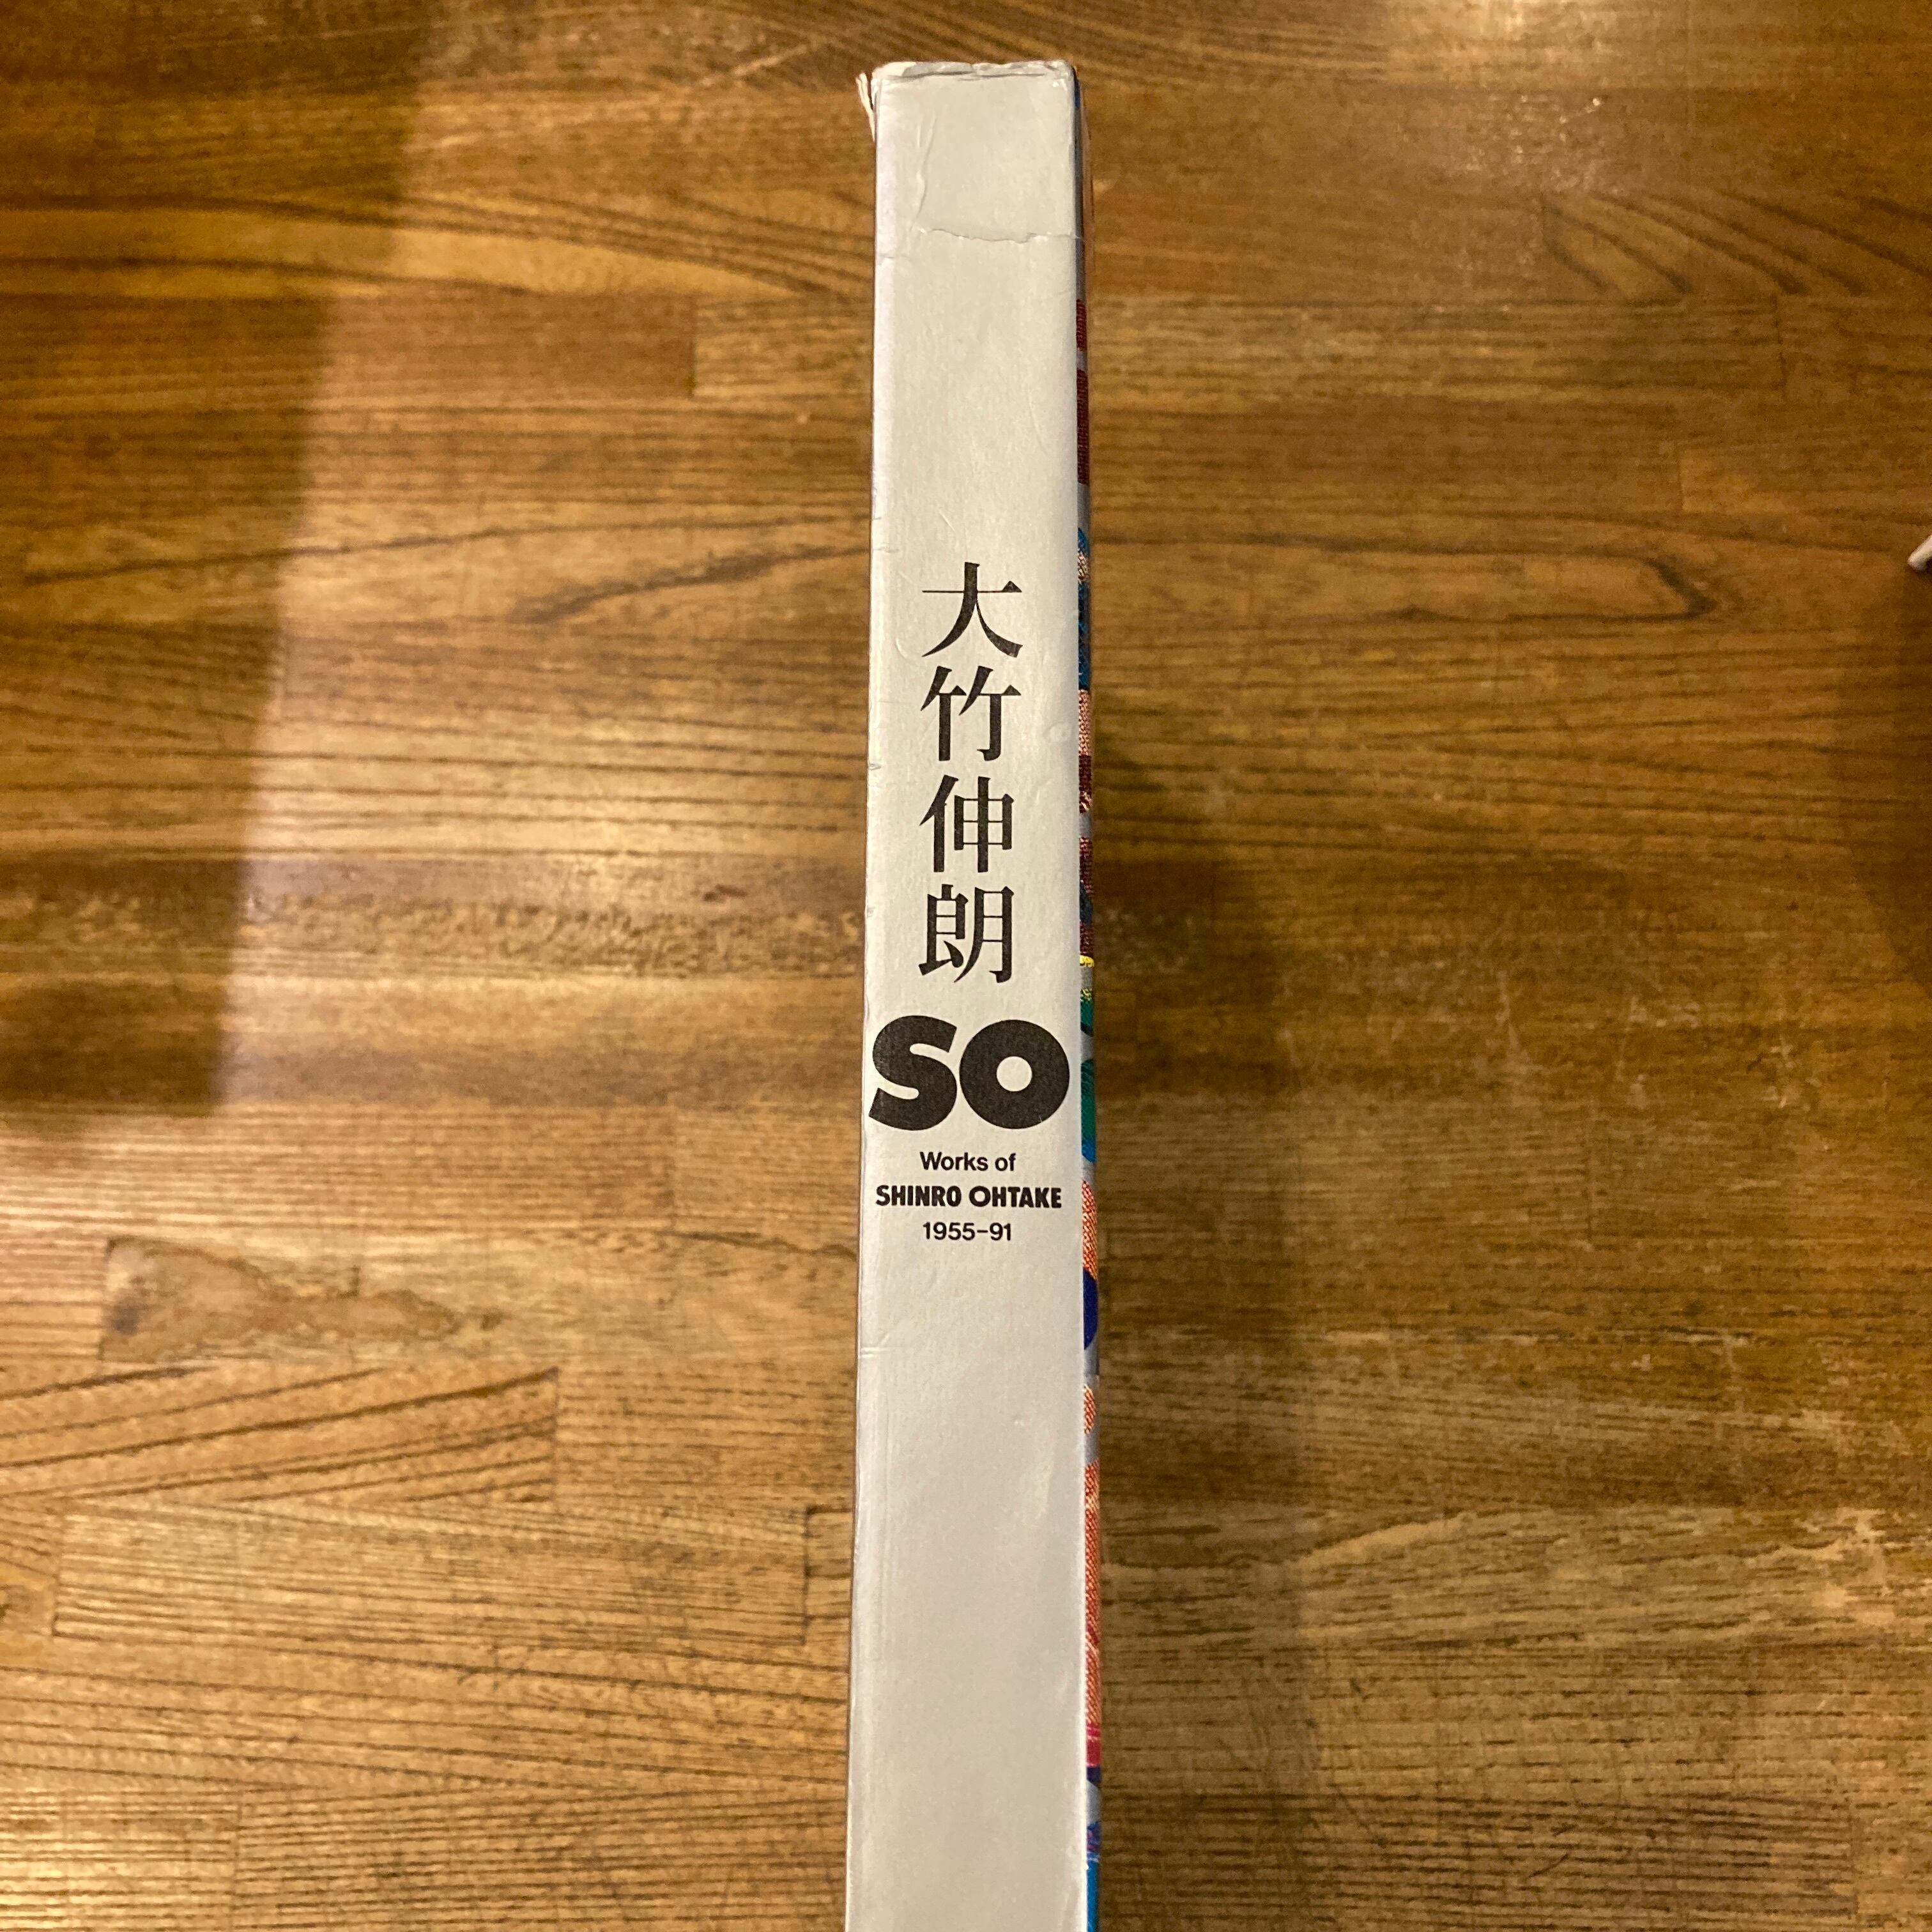 大竹伸朗
SO
Works of
SHINRO OHTAKE
1955-91